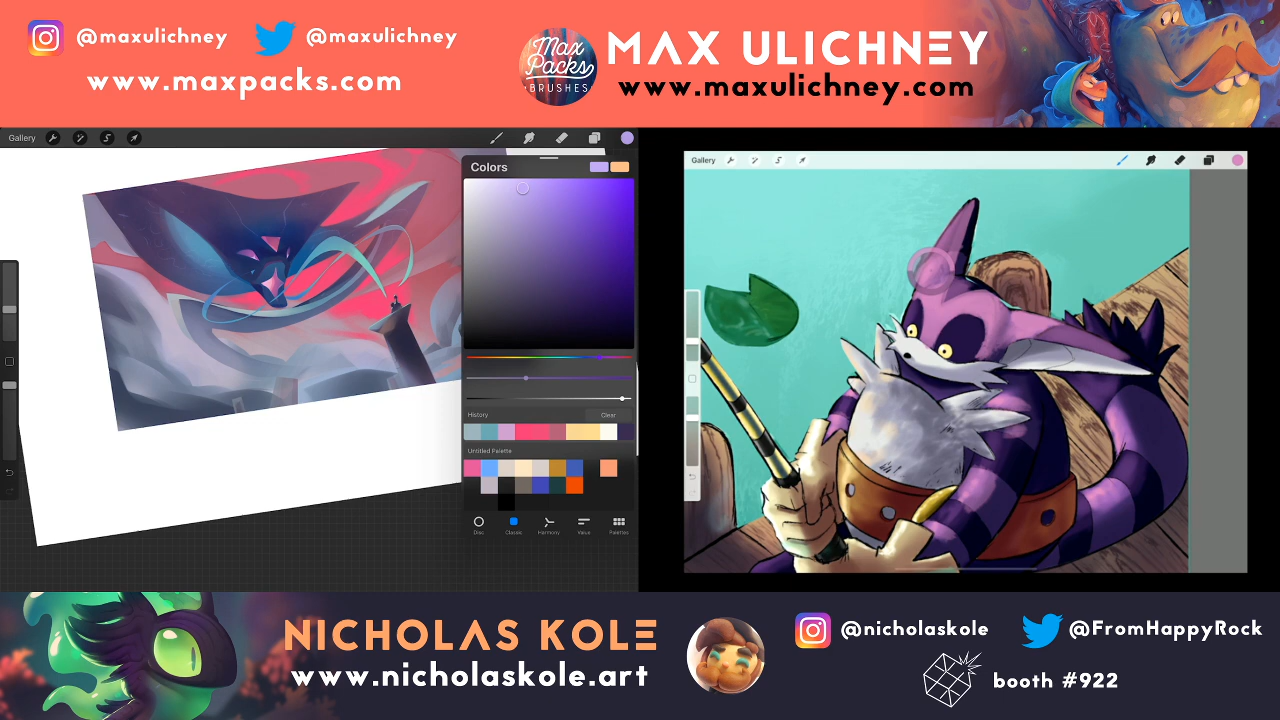 @maxulichney @maxulichney
www.maxpacks.com
Max
Packs
BRUSHES
MAX ULICHNEY
www.maxulichney.com
Gallery
Colors
History Clear
Untitled Palette
Disc Classic Harmony Value Palettes
Gallery
NICHOLAS KOLE
www.nicholaskole.art
@nicholaskole @FromHappyRock
booth #922